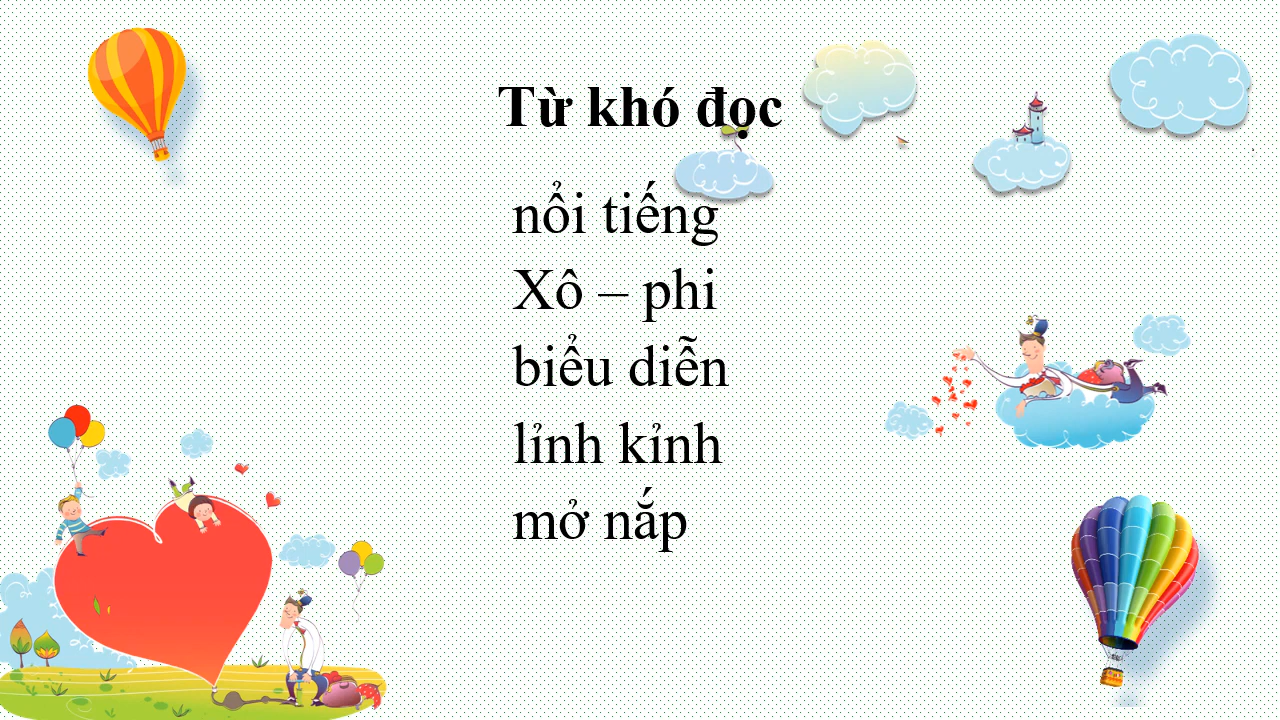 Từ khó đọc
nổi tiếng
Xô – phi
biểu diễn
lỉnh kỉnh
mở nắp